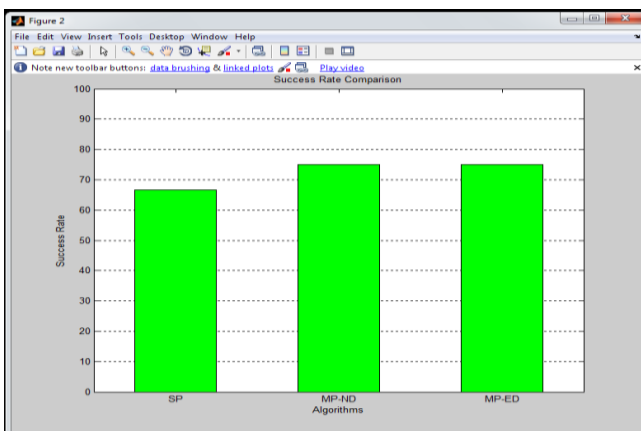 Figure 2
File Edit View Insert Tools Desktop Window Help
Note new toolbar buttons: data brushing & linked plots Play video
Success Rate Comparison
100
90
80
70
60
50
40
30
20
10
0
Success Rate
SP MP-ND MP-ED
Algorithms